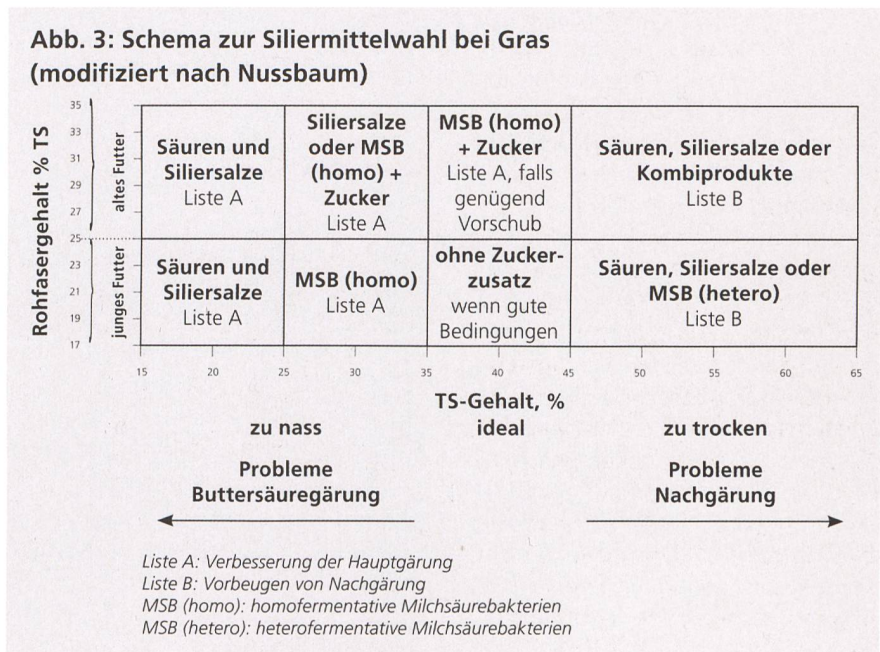 Abb. 3: Schema zur Siliermittelwahl bei Gras
(modifiziert nach Nussbaum)
Rohfasergehalt % TS
35
33
31
29
27
25
23
21
19
17
altes Futter
junges Futter
Säuren und
Siliersalze
Liste A
Siliersalze
oder MSB
(homo) +
Zucker
Liste A
MSB (homo)
+ Zucker
Liste A, falls
genügend
Vorschub
Säuren, Siliersalze oder
Kombiprodukte
Liste B
Säuren und
Siliersalze
Liste A
MSB (homo)
Liste A
ohne Zucker-
zusatz
wenn gute
Bedingungen
Säuren, Siliersalze oder
MSB (hetero)
Liste B
15 20 25 30 35 40 45 50 55 60 65
TS-Gehalt, %
zu nass ideal zu trocken
Probleme
Buttersäuregärung
Probleme
Nachgärung
Liste A: Verbesserung der Hauptgärung
Liste B: Vorbeugen von Nachgärung
MSB (homo): homofermentative Milchsäurebakterien
MSB (hetero): heterofermentative Milchsäurebakterien